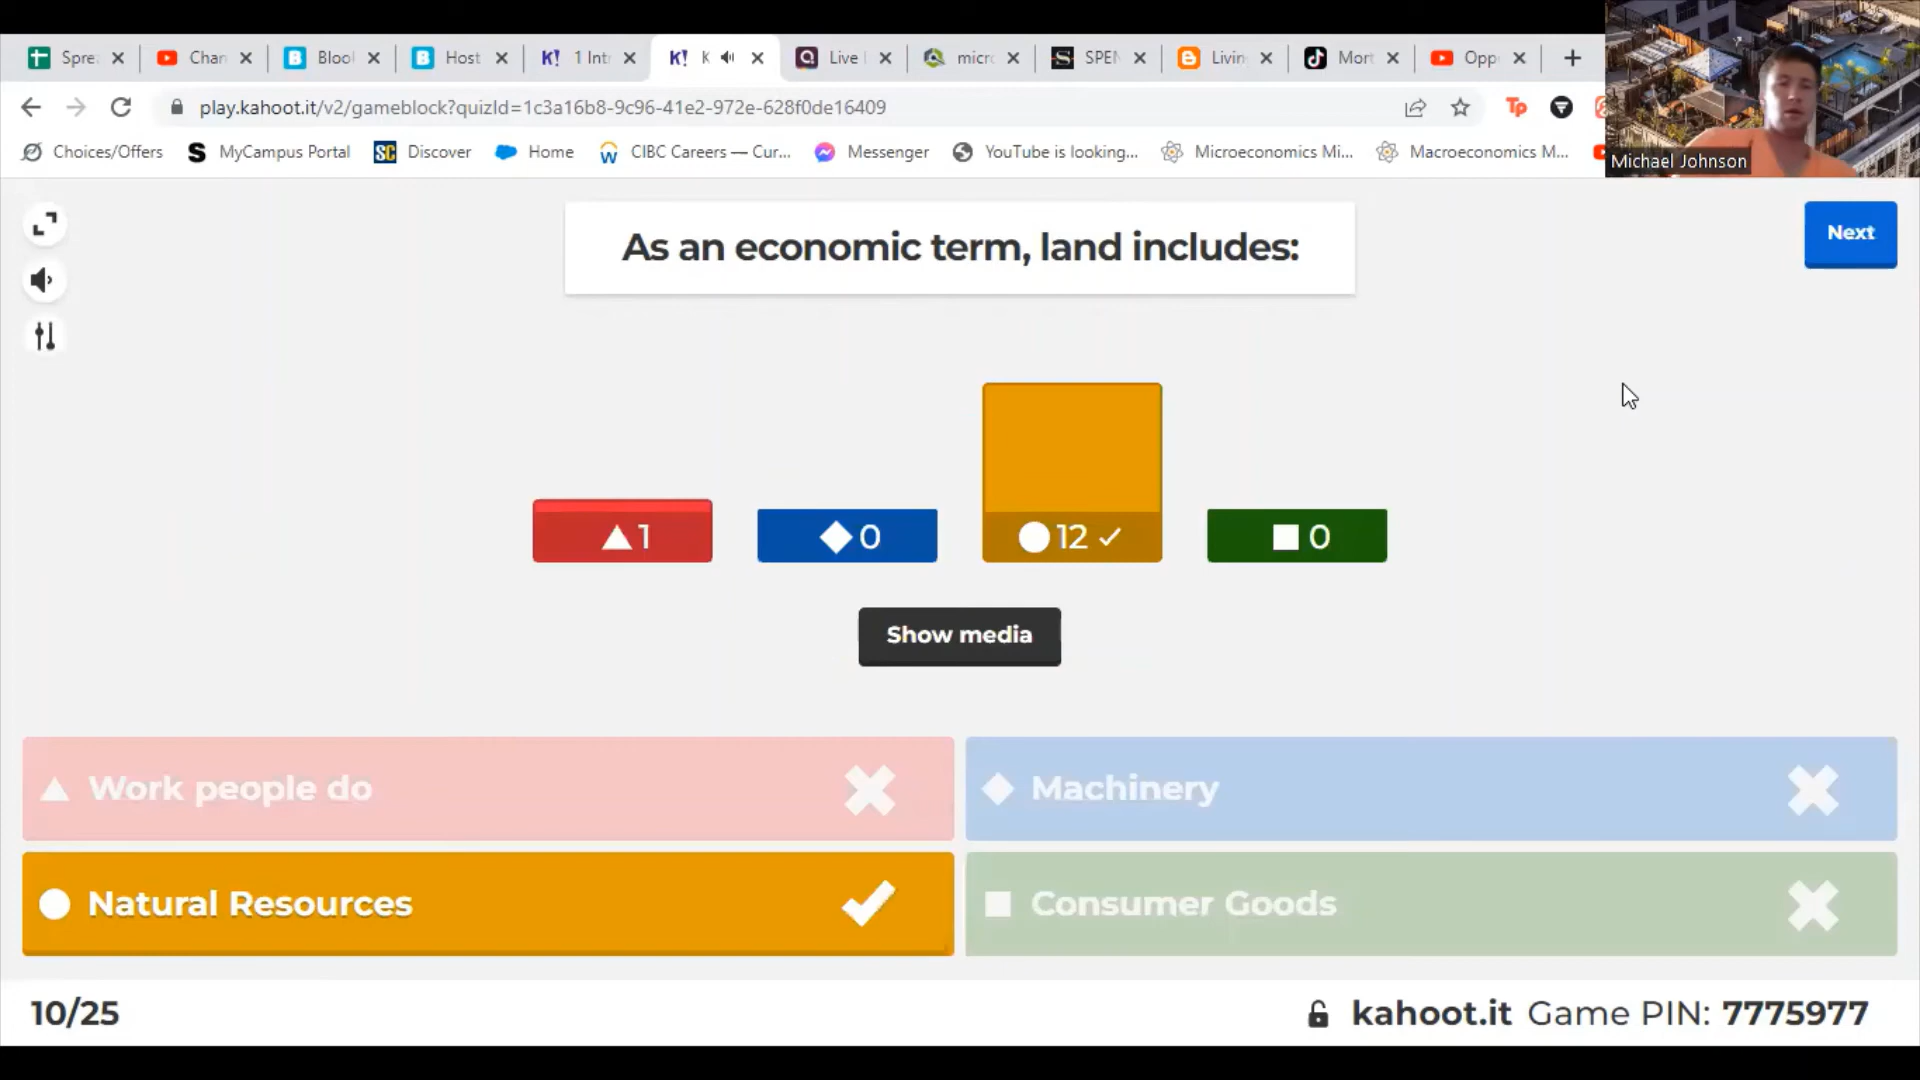 Spre
Chan
Blool
Host
1 Intr
K
Live
micro
SPEN
Livin
Mort
Opp
play.kahoot.it/v2/gameblock?quizId=1c3a16b8-9c96-41e2-972e-628f0de16409
Choices/Offers
MyCampus Portal
Discover
Home
CIBC Careers — Cur...
Messenger
YouTube is looking...
Microeconomics Mi...
Macroeconomics M...
Michael Johnson
As an economic term, land includes:
Next
1
0
12
0
Show media
Work people do
Machinery
Natural Resources
Consumer Goods
10/25
kahoot.it Game PIN: 7775977